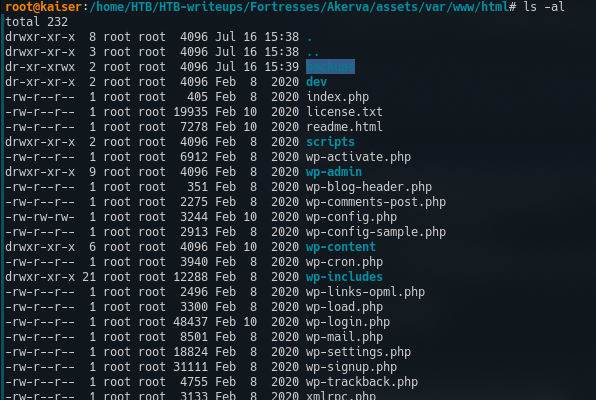 root@kaiser:/home/HTB/HTB-writeups/Fortresses/Akerva/assets/var/www/html# ls -al
total 232
drwxr-xr-x  8 root root  4096 Jul 16 15:38 .
drwxr-xr-x  3 root root  4096 Jul 16 15:38 ..
dr-xr-xrwx  2 root root  4096 Jul 16 15:39
dr-xr-xr-x  2 root root  4096 Feb  8  2020 dev
-rw-r--r--  1 root root   405 Feb  8  2020 index.php
-rw-r--r--  1 root root 19935 Feb 10  2020 license.txt
-rw-r--r--  1 root root  7278 Feb 10  2020 readme.html
drwxr-xr-x  2 root root  4096 Feb  8  2020 scripts
-rw-r--r--  1 root root  6912 Feb  8  2020 wp-activate.php
drwxr-xr-x  9 root root  4096 Feb  8  2020 wp-admin
-rw-r--r--  1 root root   351 Feb  8  2020 wp-blog-header.php
-rw-r--r--  1 root root  2275 Feb  8  2020 wp-comments-post.php
-rw-rw-rw-  1 root root  3244 Feb 10  2020 wp-config.php
-rw-r--r--  1 root root  2913 Feb  8  2020 wp-config-sample.php
drwxr-xr-x  6 root root  4096 Feb 10  2020 wp-content
-rw-r--r--  1 root root  3940 Feb  8  2020 wp-cron.php
drwxr-xr-x 21 root root 12288 Feb  8  2020 wp-includes
-rw-r--r--  1 root root  2496 Feb  8  2020 wp-links-opml.php
-rw-r--r--  1 root root  3300 Feb  8  2020 wp-load.php
-rw-r--r--  1 root root 48437 Feb 10  2020 wp-login.php
-rw-r--r--  1 root root  8501 Feb  8  2020 wp-mail.php
-rw-r--r--  1 root root 18824 Feb  8  2020 wp-settings.php
-rw-r--r--  1 root root 31111 Feb  8  2020 wp-signup.php
-rw-r--r--  1 root root  4755 Feb  8  2020 wp-trackback.php
-rw-r--r--  1 root root  3133 Feb  8  2020 xmlrpc.php